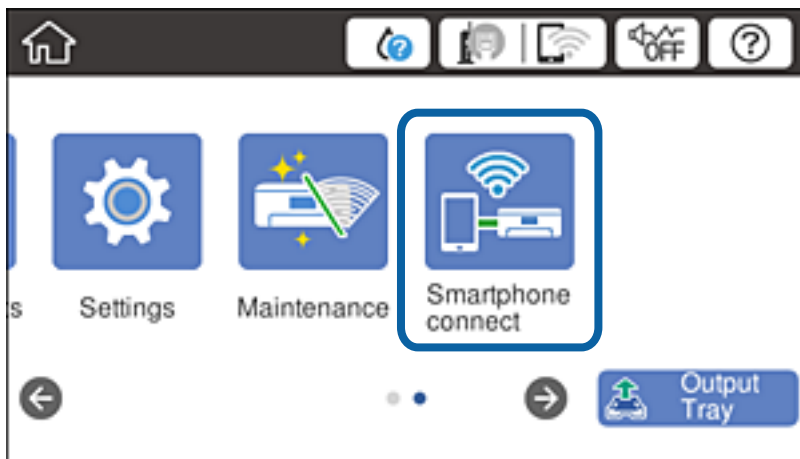 ?
OFF
?
s
Settings
Maintenance
Smartphone
connect
Output
Tray